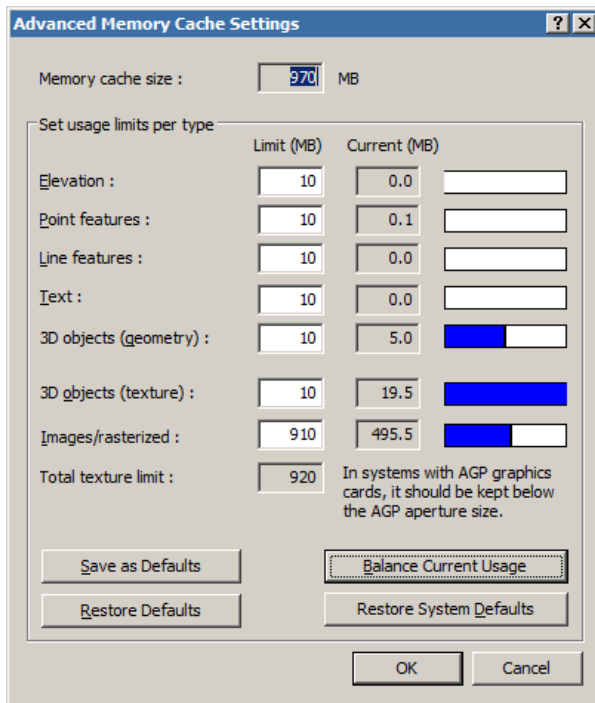 Advanced Memory Cache Settings
Memory cache size : 970 MB
Set usage limits per type
Limit (MB) Current (MB)
Elevation : 10 0.0
Point features : 10 0.1
Line features : 10 0.0
Text : 10 0.0
3D objects (geometry) : 10 5.0
3D objects (texture) : 10 19.5
Images/rasterized : 910 495.5
Total texture limit : 920
In systems with AGP graphics
cards, it should be kept below
the AGP aperture size.
Save as Defaults Balance Current Usage
Restore Defaults Restore System Defaults
OK Cancel